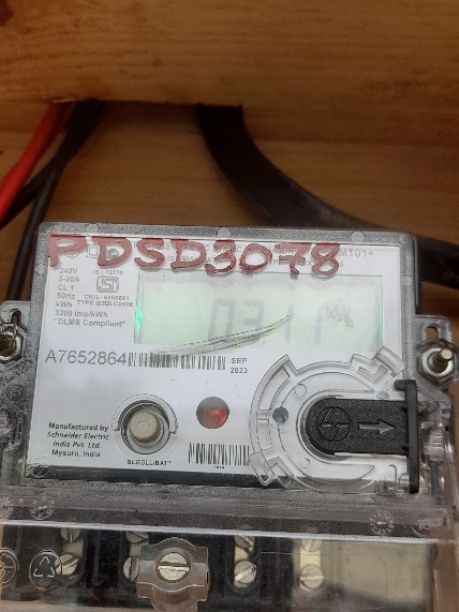 PDSD3078
M101+
240V
5-30A
CL 1
50Hz
kWh
3200 imp/kWh
"DLMS Compliant"
A7652864
SEP
2023
Manufactured by
Schneider Electric
India Pvt. Ltd.
Mysuru, India